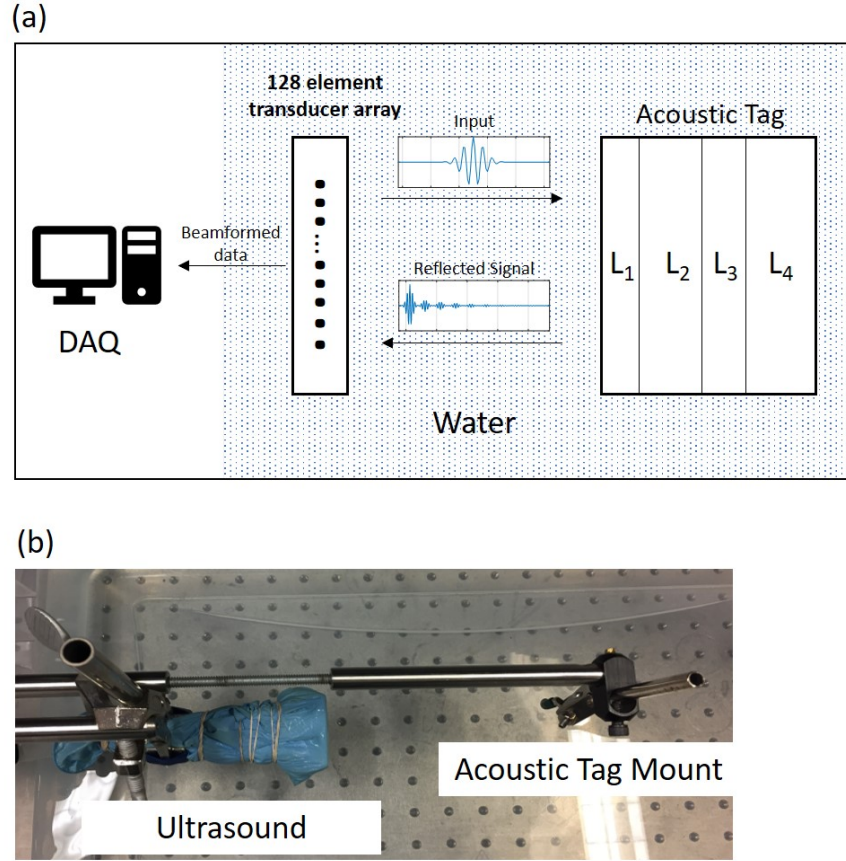 (a)
128 element
transducer array
Input
Acoustic Tag
Beamformed
data
Reflected Signal
L1
L2
L3
L4
DAQ
Water
(b)
Acoustic Tag Mount
Ultrasound